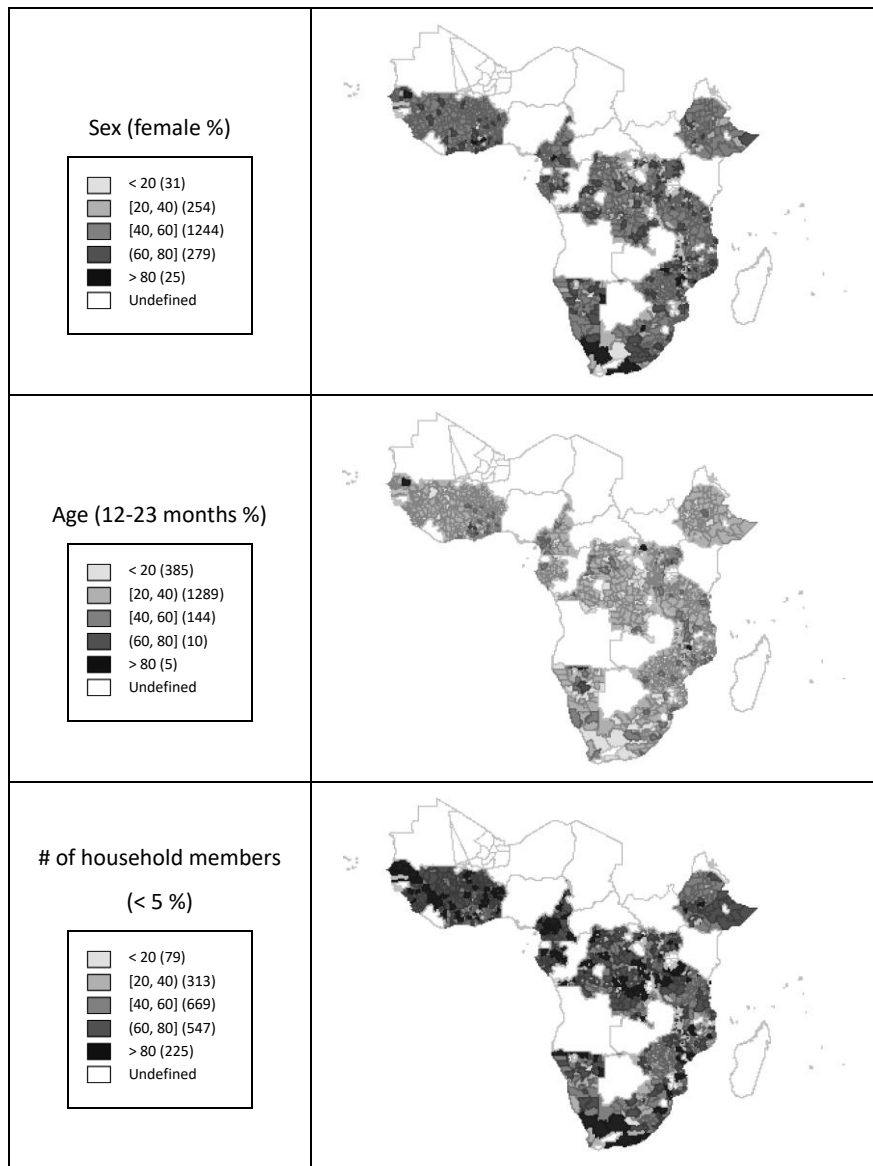 Sex (female %)
< 20 (31)
[20, 40) (254)
[40, 60] (1244)
(60, 80] (279)
> 80 (25)
Undefined
Age (12-23 months %)
< 20 (385)
[20, 40) (1289)
[40, 60] (144)
(60, 80] (10)
> 80 (5)
Undefined
# of household members
(< 5 %)
< 20 (79)
[20, 40) (313)
[40, 60] (669)
(60, 80] (547)
> 80 (225)
Undefined